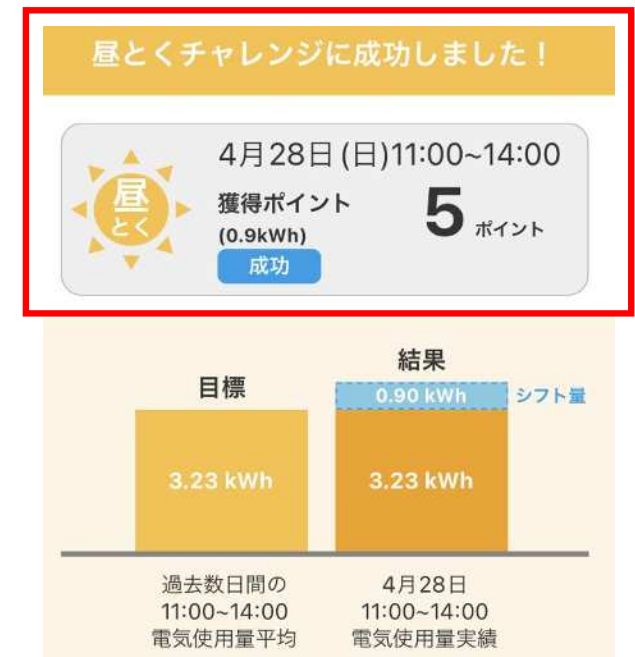 昼とくチャレンジに成功しました！
4月28日(日)11:00~14:00
昼
とく
獲得ポイント
(0.9kWh)
5 ポイント
成功
目標
結果
0.90 kWh シフト量
3.23 kWh
3.23 kWh
過去数日間の
11:00~14:00
電気使用量平均
4月28日
11:00~14:00
電気使用量実績